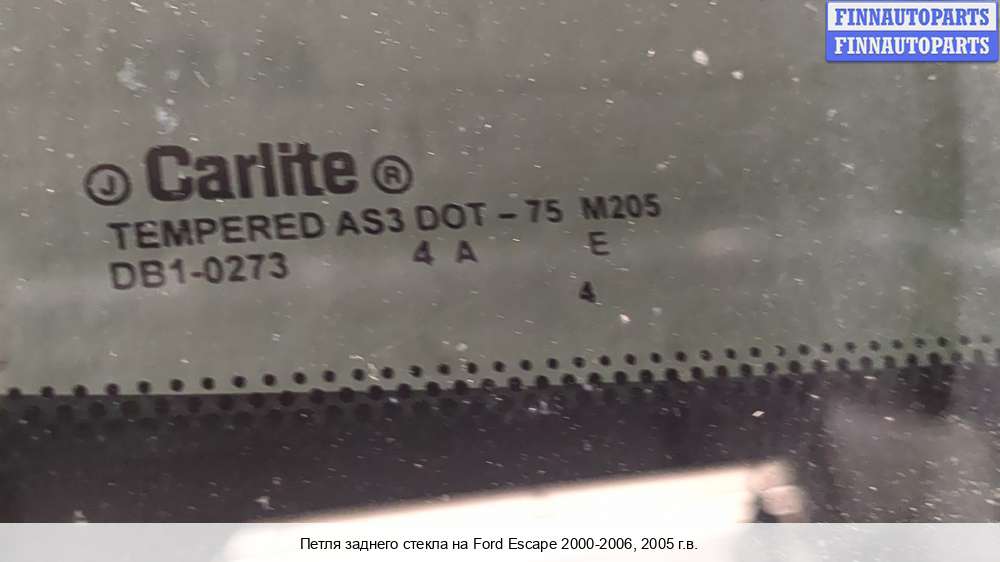 FINNAUTOPARTS
FINNAUTOPARTS
J Carlite ®
TEMPERED AS3 DOT - 75 M205
DB1-0273 4 A E
4
Петля заднего стекла на Ford Escape 2000-2006, 2005 г.в.